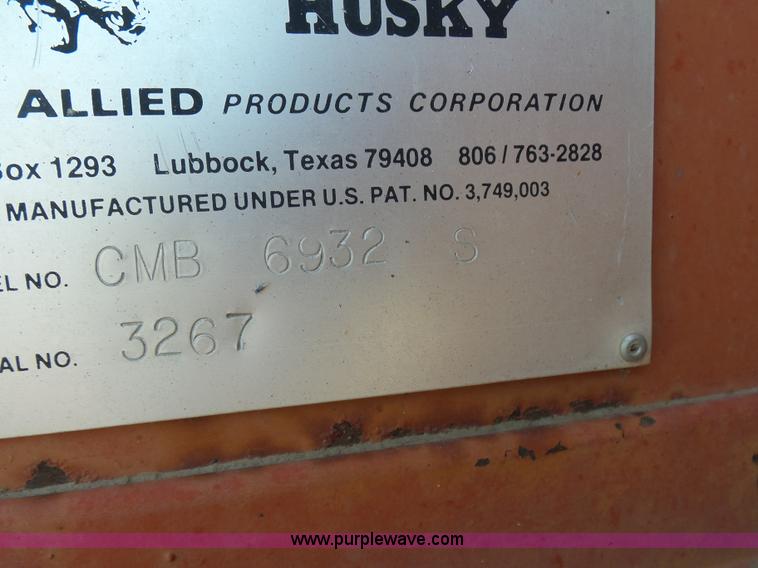 HUSKY
ALLIED PRODUCTS CORPORATION
Box 1293 Lubbock, Texas 79408 806/763-2828
MANUFACTURED UNDER U.S. PAT. NO. 3,749,003
EL NO. CMB 6932 S
AL NO. 3267
www.purplewave.com